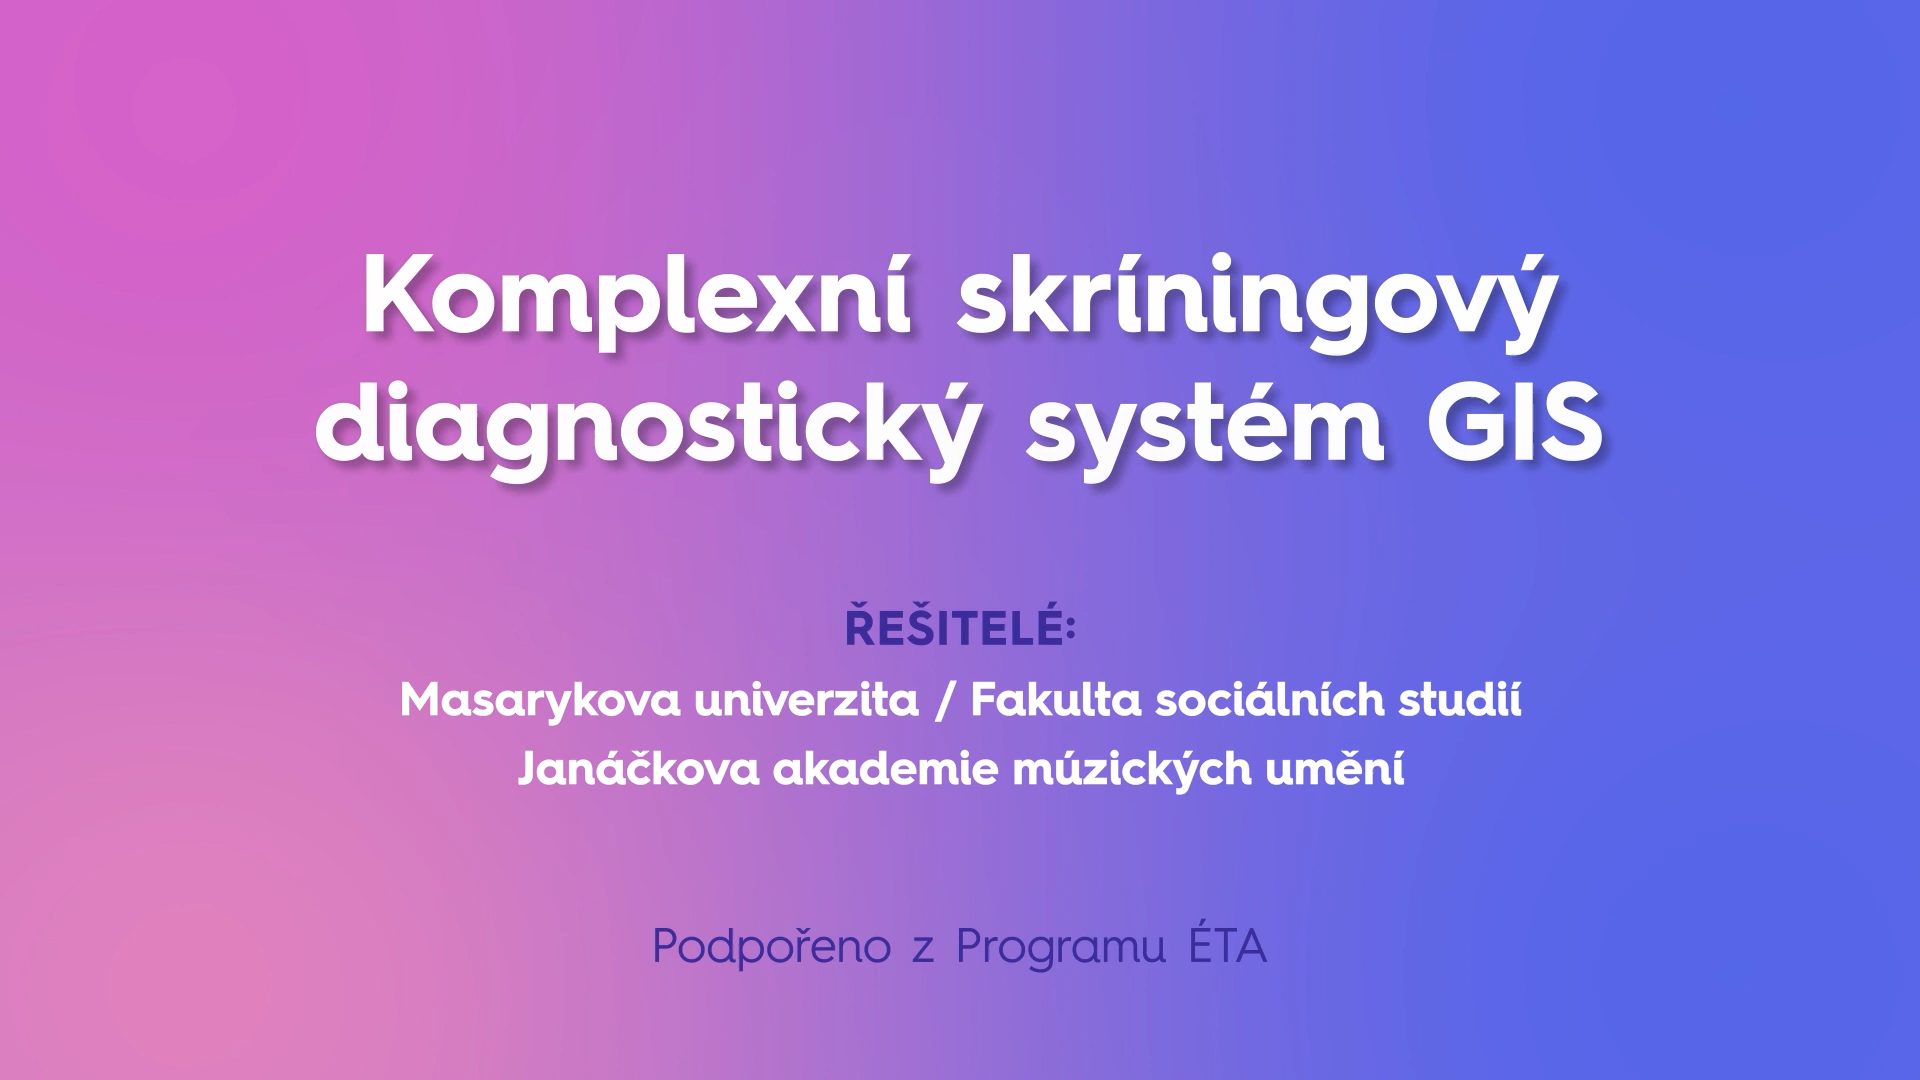 Komplexní skríningový
diagnostický systém GIS
ŘEŠITELÉ:
Masarykova univerzita / Fakulta sociálních studií
Janáčkova akademie múzických umění
Podpořeno z Programu ÉTA